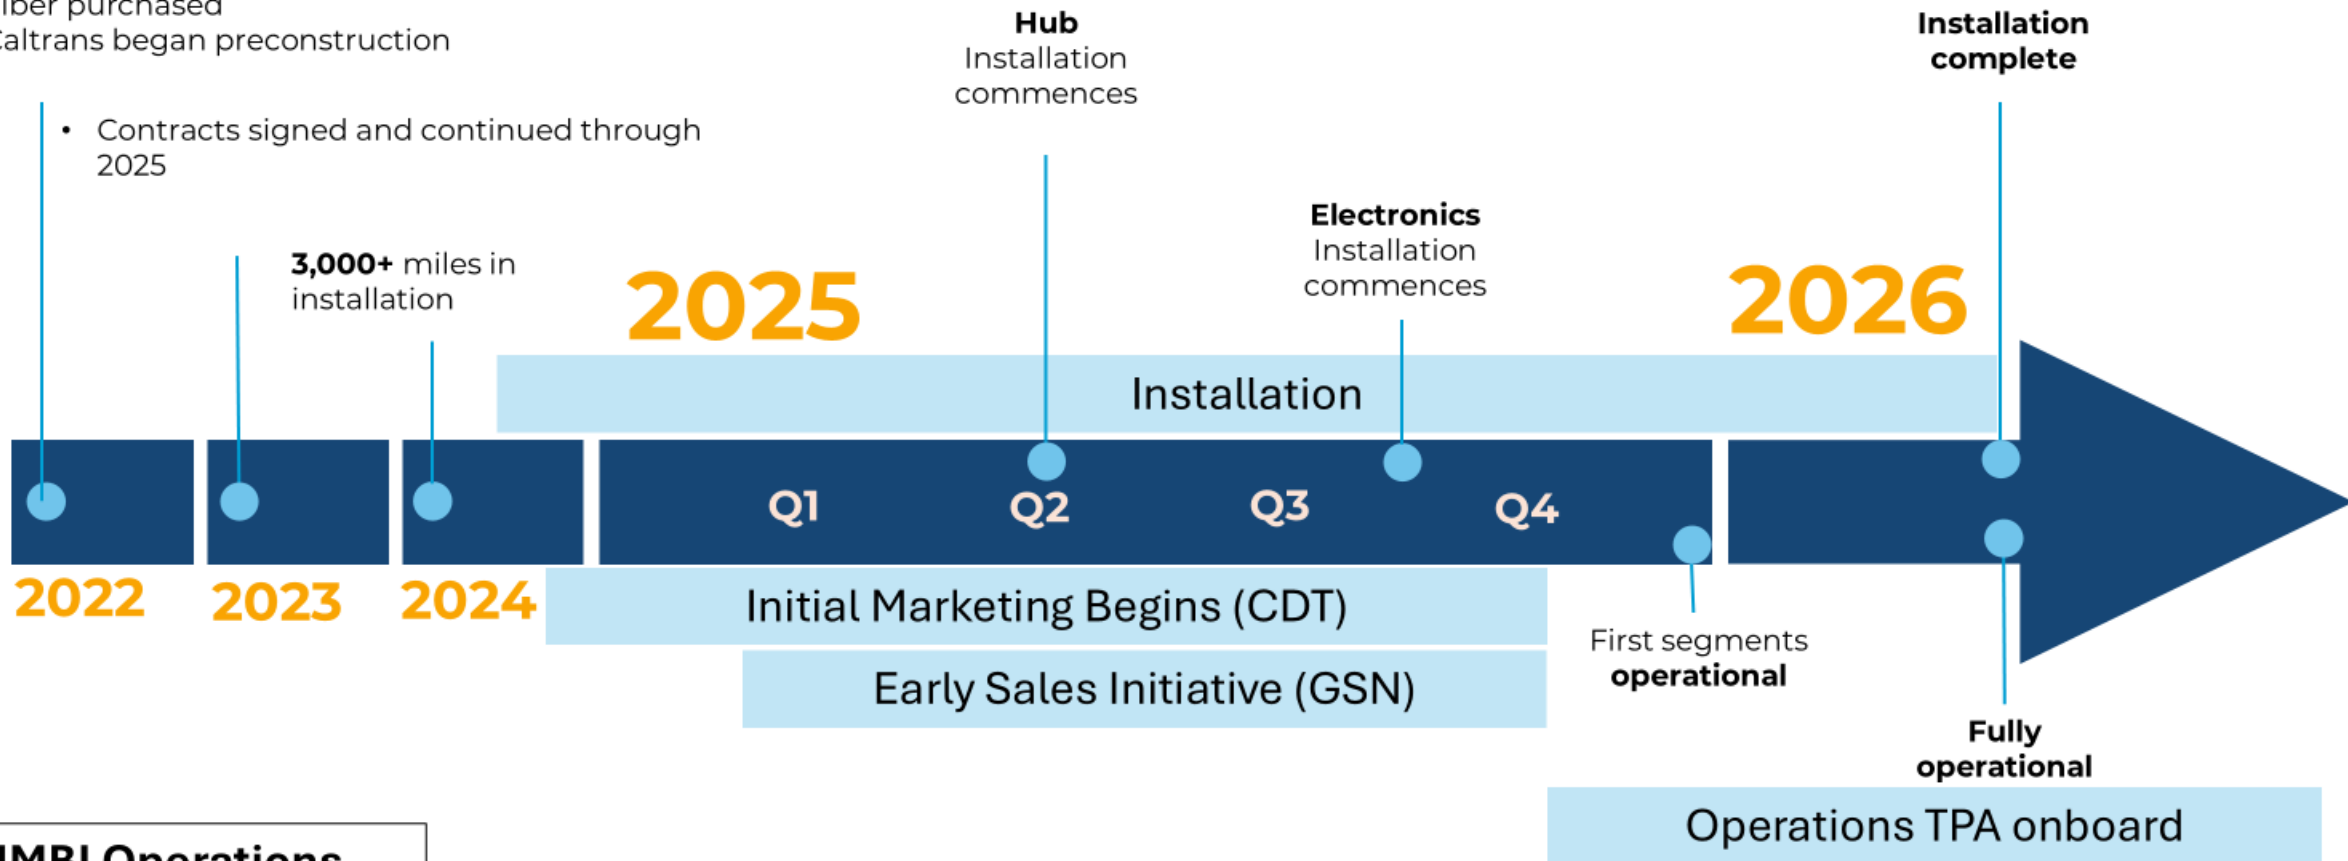 purchased
began preconstruction
• Contracts signed and continued through
2025
3,000+ miles in
installation
Hub
Installation
commences
Electronics
Installation
commences
Installation
complete
2025
2026
Installation
Q1
Q2
Q3
Q4
2022
2023
2024
Initial Marketing Begins (CDT)
Early Sales Initiative (GSN)
First segments
operational
Fully
operational
Operations TPA onboard
Operations